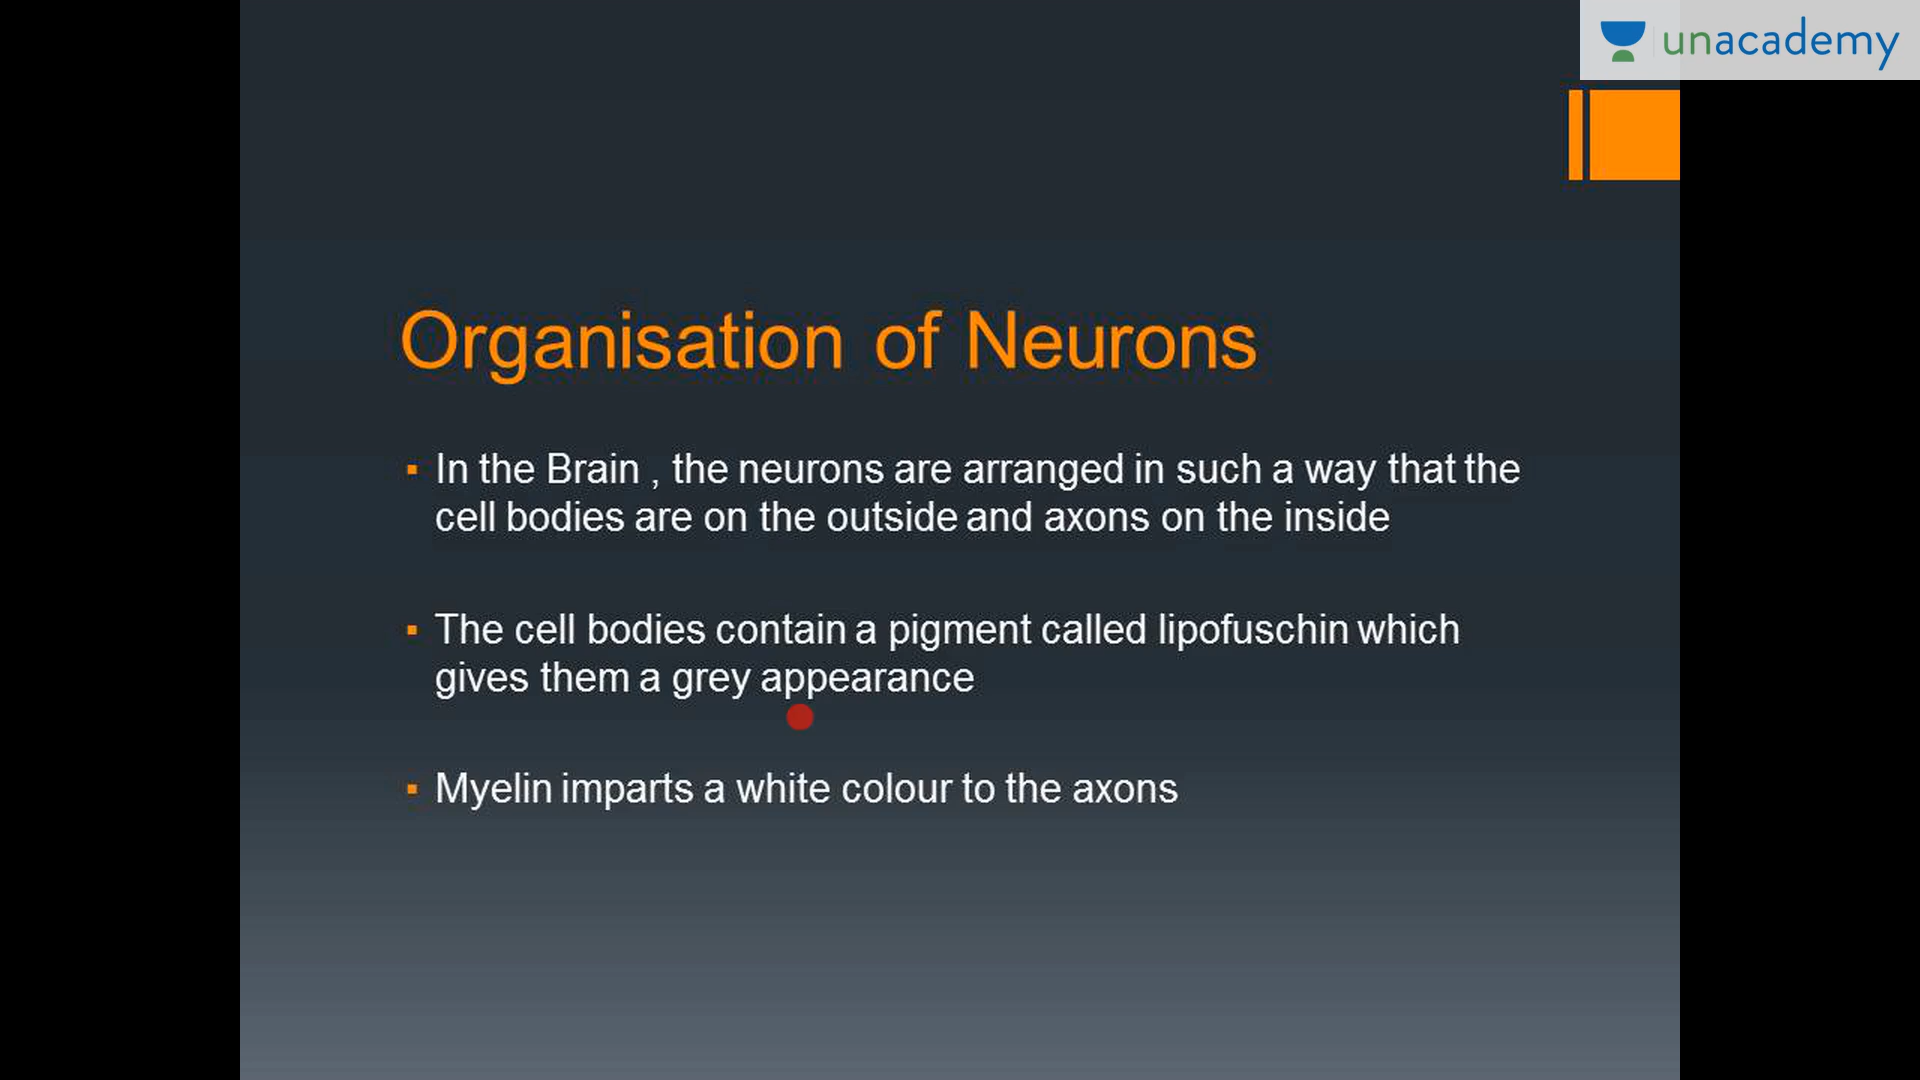 unacademy
Organisation of Neurons
▪ In the Brain , the neurons are arranged in such a way that the
cell bodies are on the outside and axons on the inside
▪ The cell bodies contain a pigment called lipofuschin which
gives them a grey appearance
▪ Myelin imparts a white colour to the axons